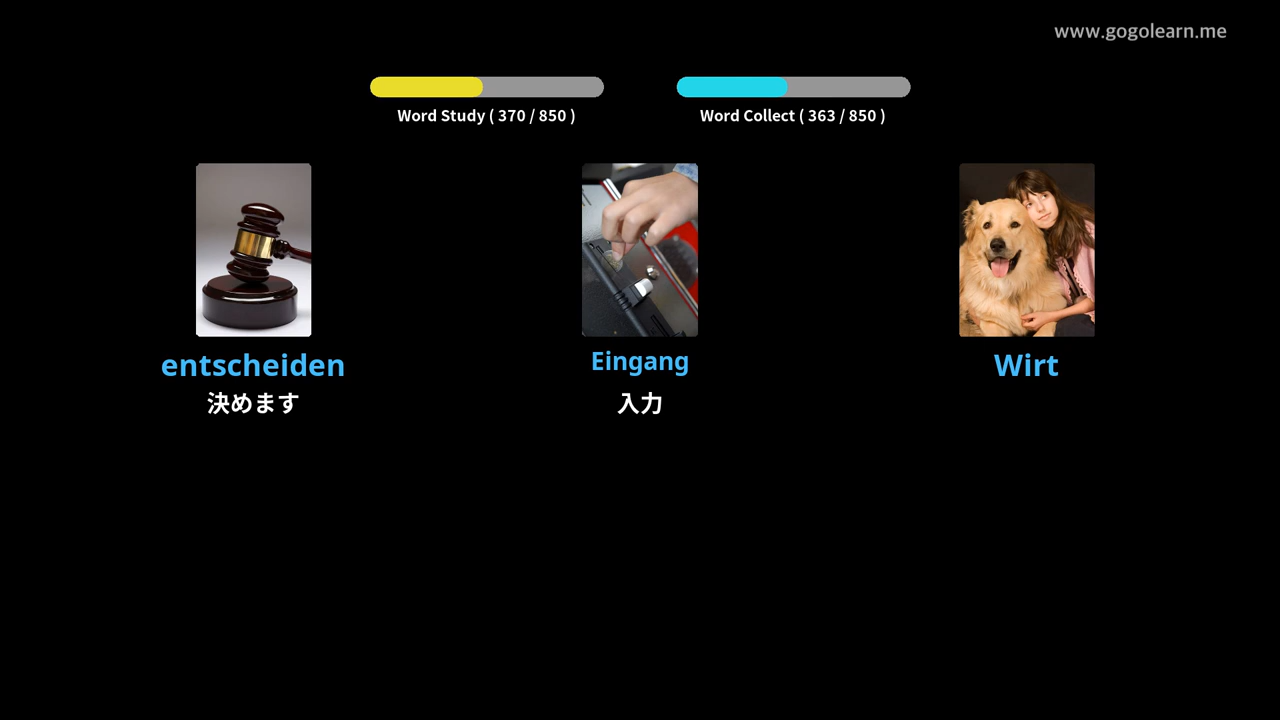 www.gogolearn.me
Word Study ( 370 / 850 )
Word Collect ( 363 / 850 )
entscheiden
決めます
Eingang
入力
Wirt